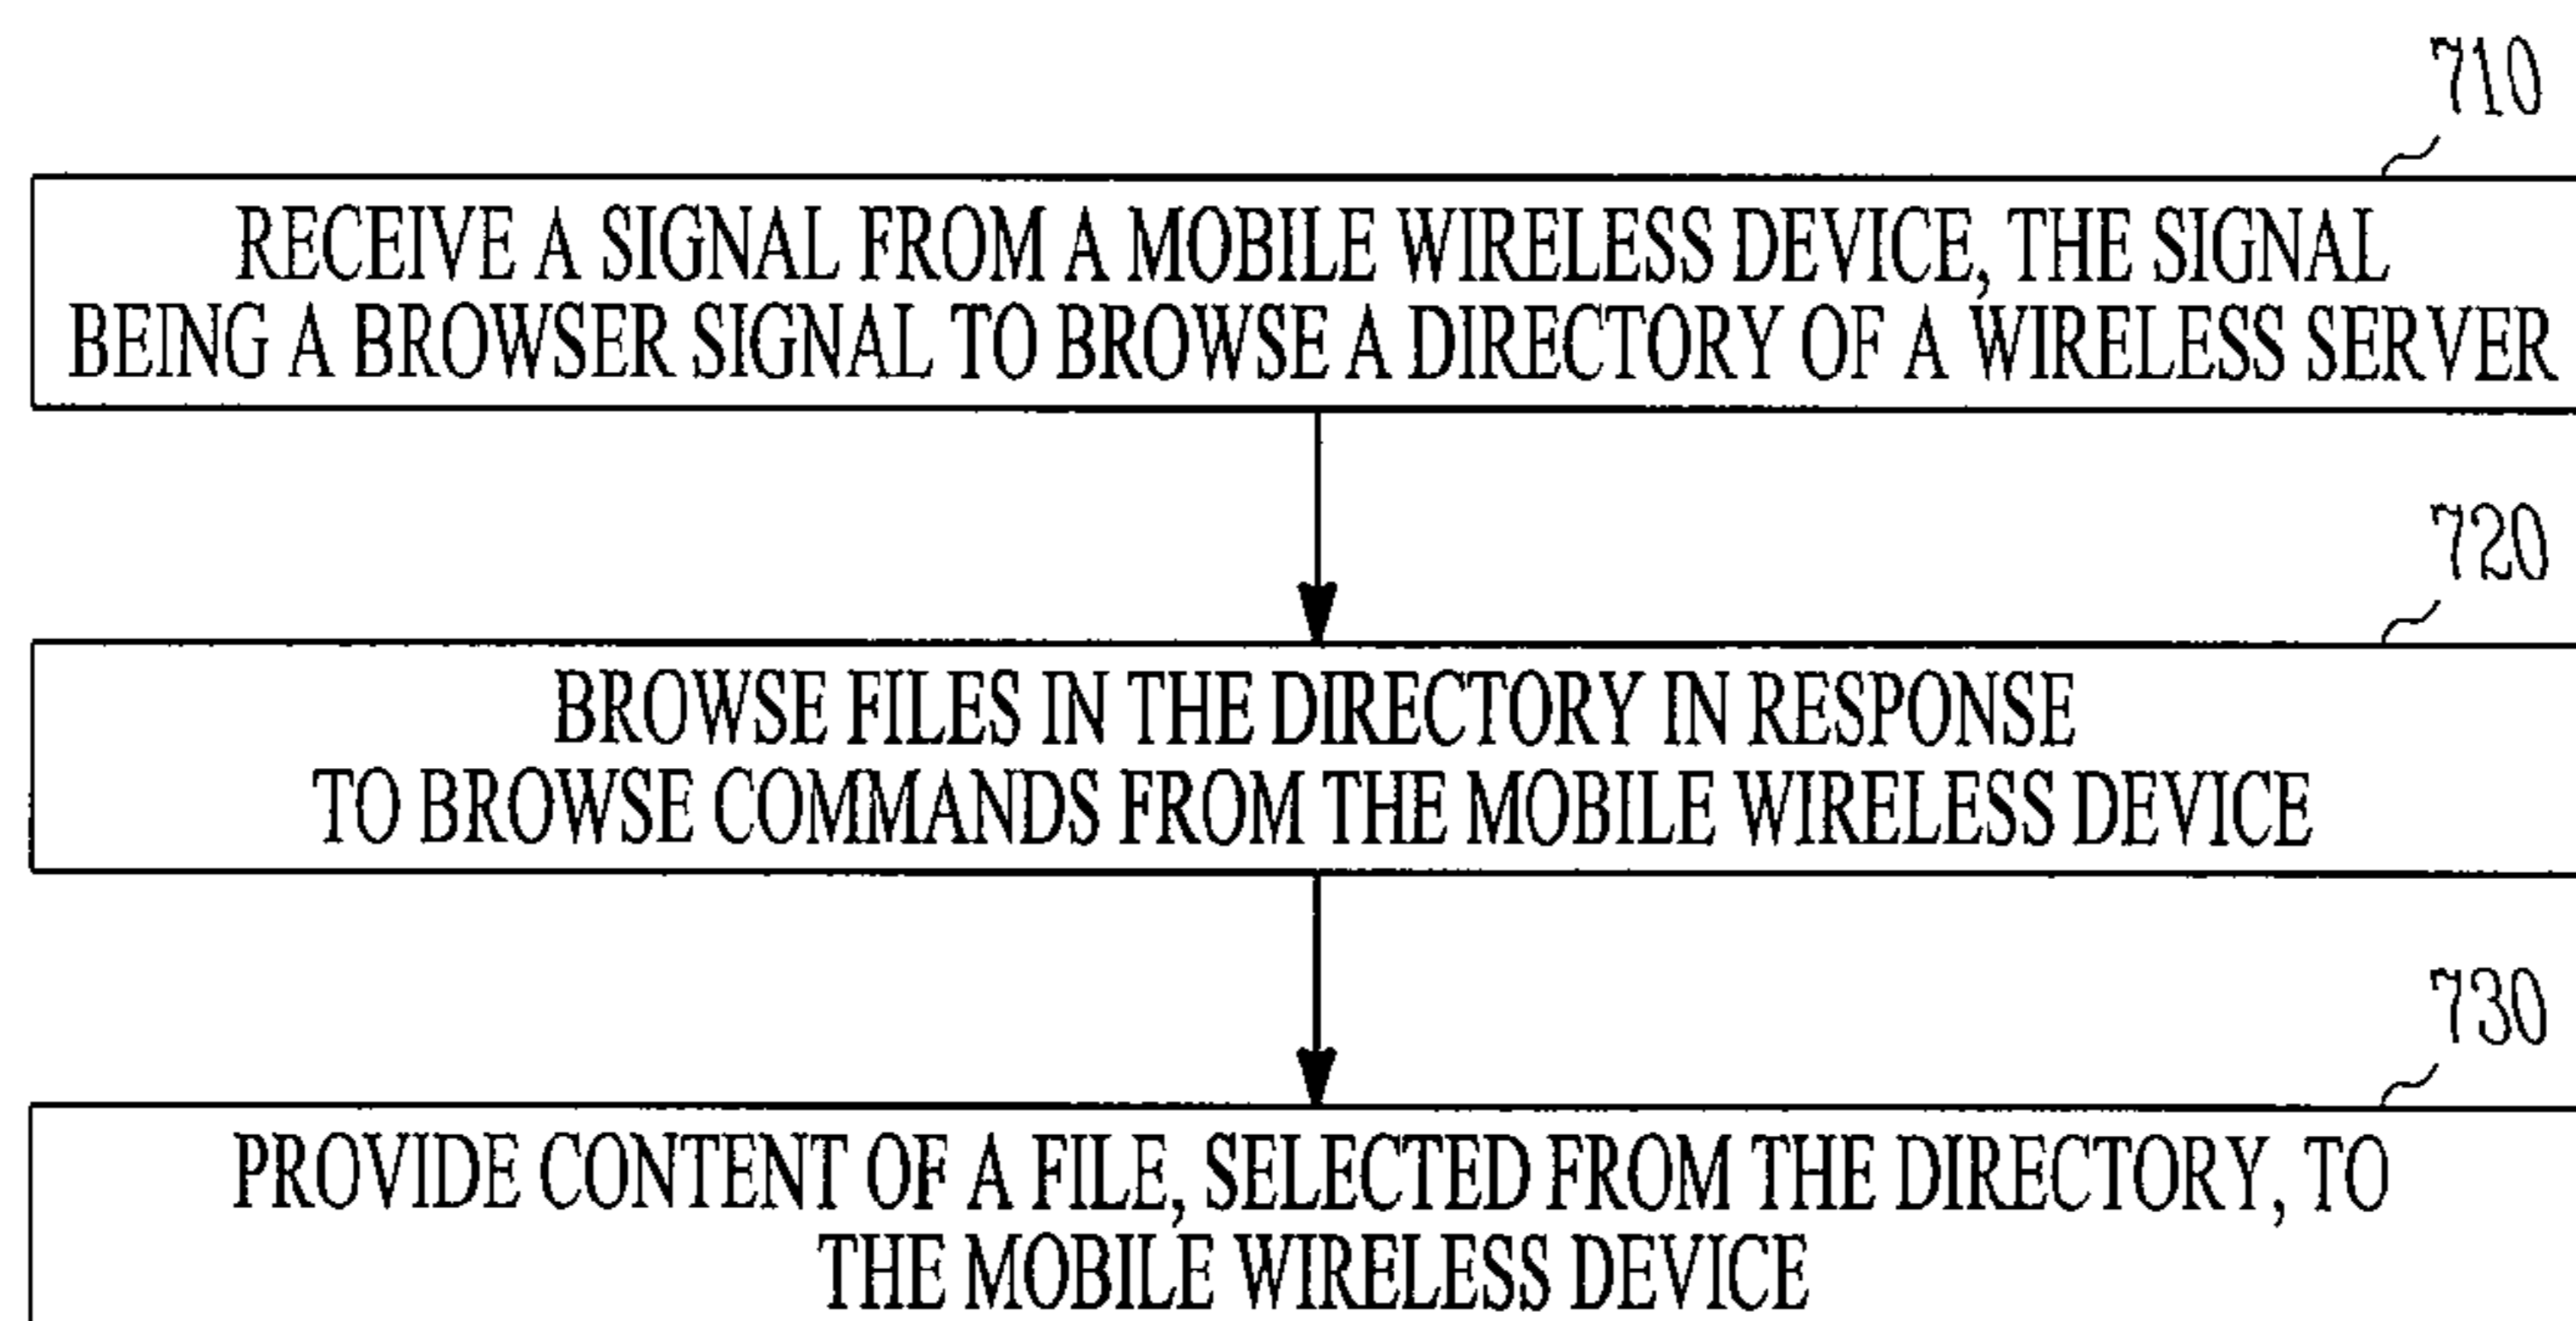 710
RECEIVE A SIGNAL FROM A MOBILE WIRELESS DEVICE, THE SIGNAL
BEING A BROWSER SIGNAL TO BROWSE A DIRECTORY OF A WIRELESS SERVER
720
BROWSE FILES IN THE DIRECTORY IN RESPONSE
TO BROWSE COMMANDS FROM THE MOBILE WIRELESS DEVICE
730
PROVIDE CONTENT OF A FILE, SELECTED FROM THE DIRECTORY, TO
THE MOBILE WIRELESS DEVICE